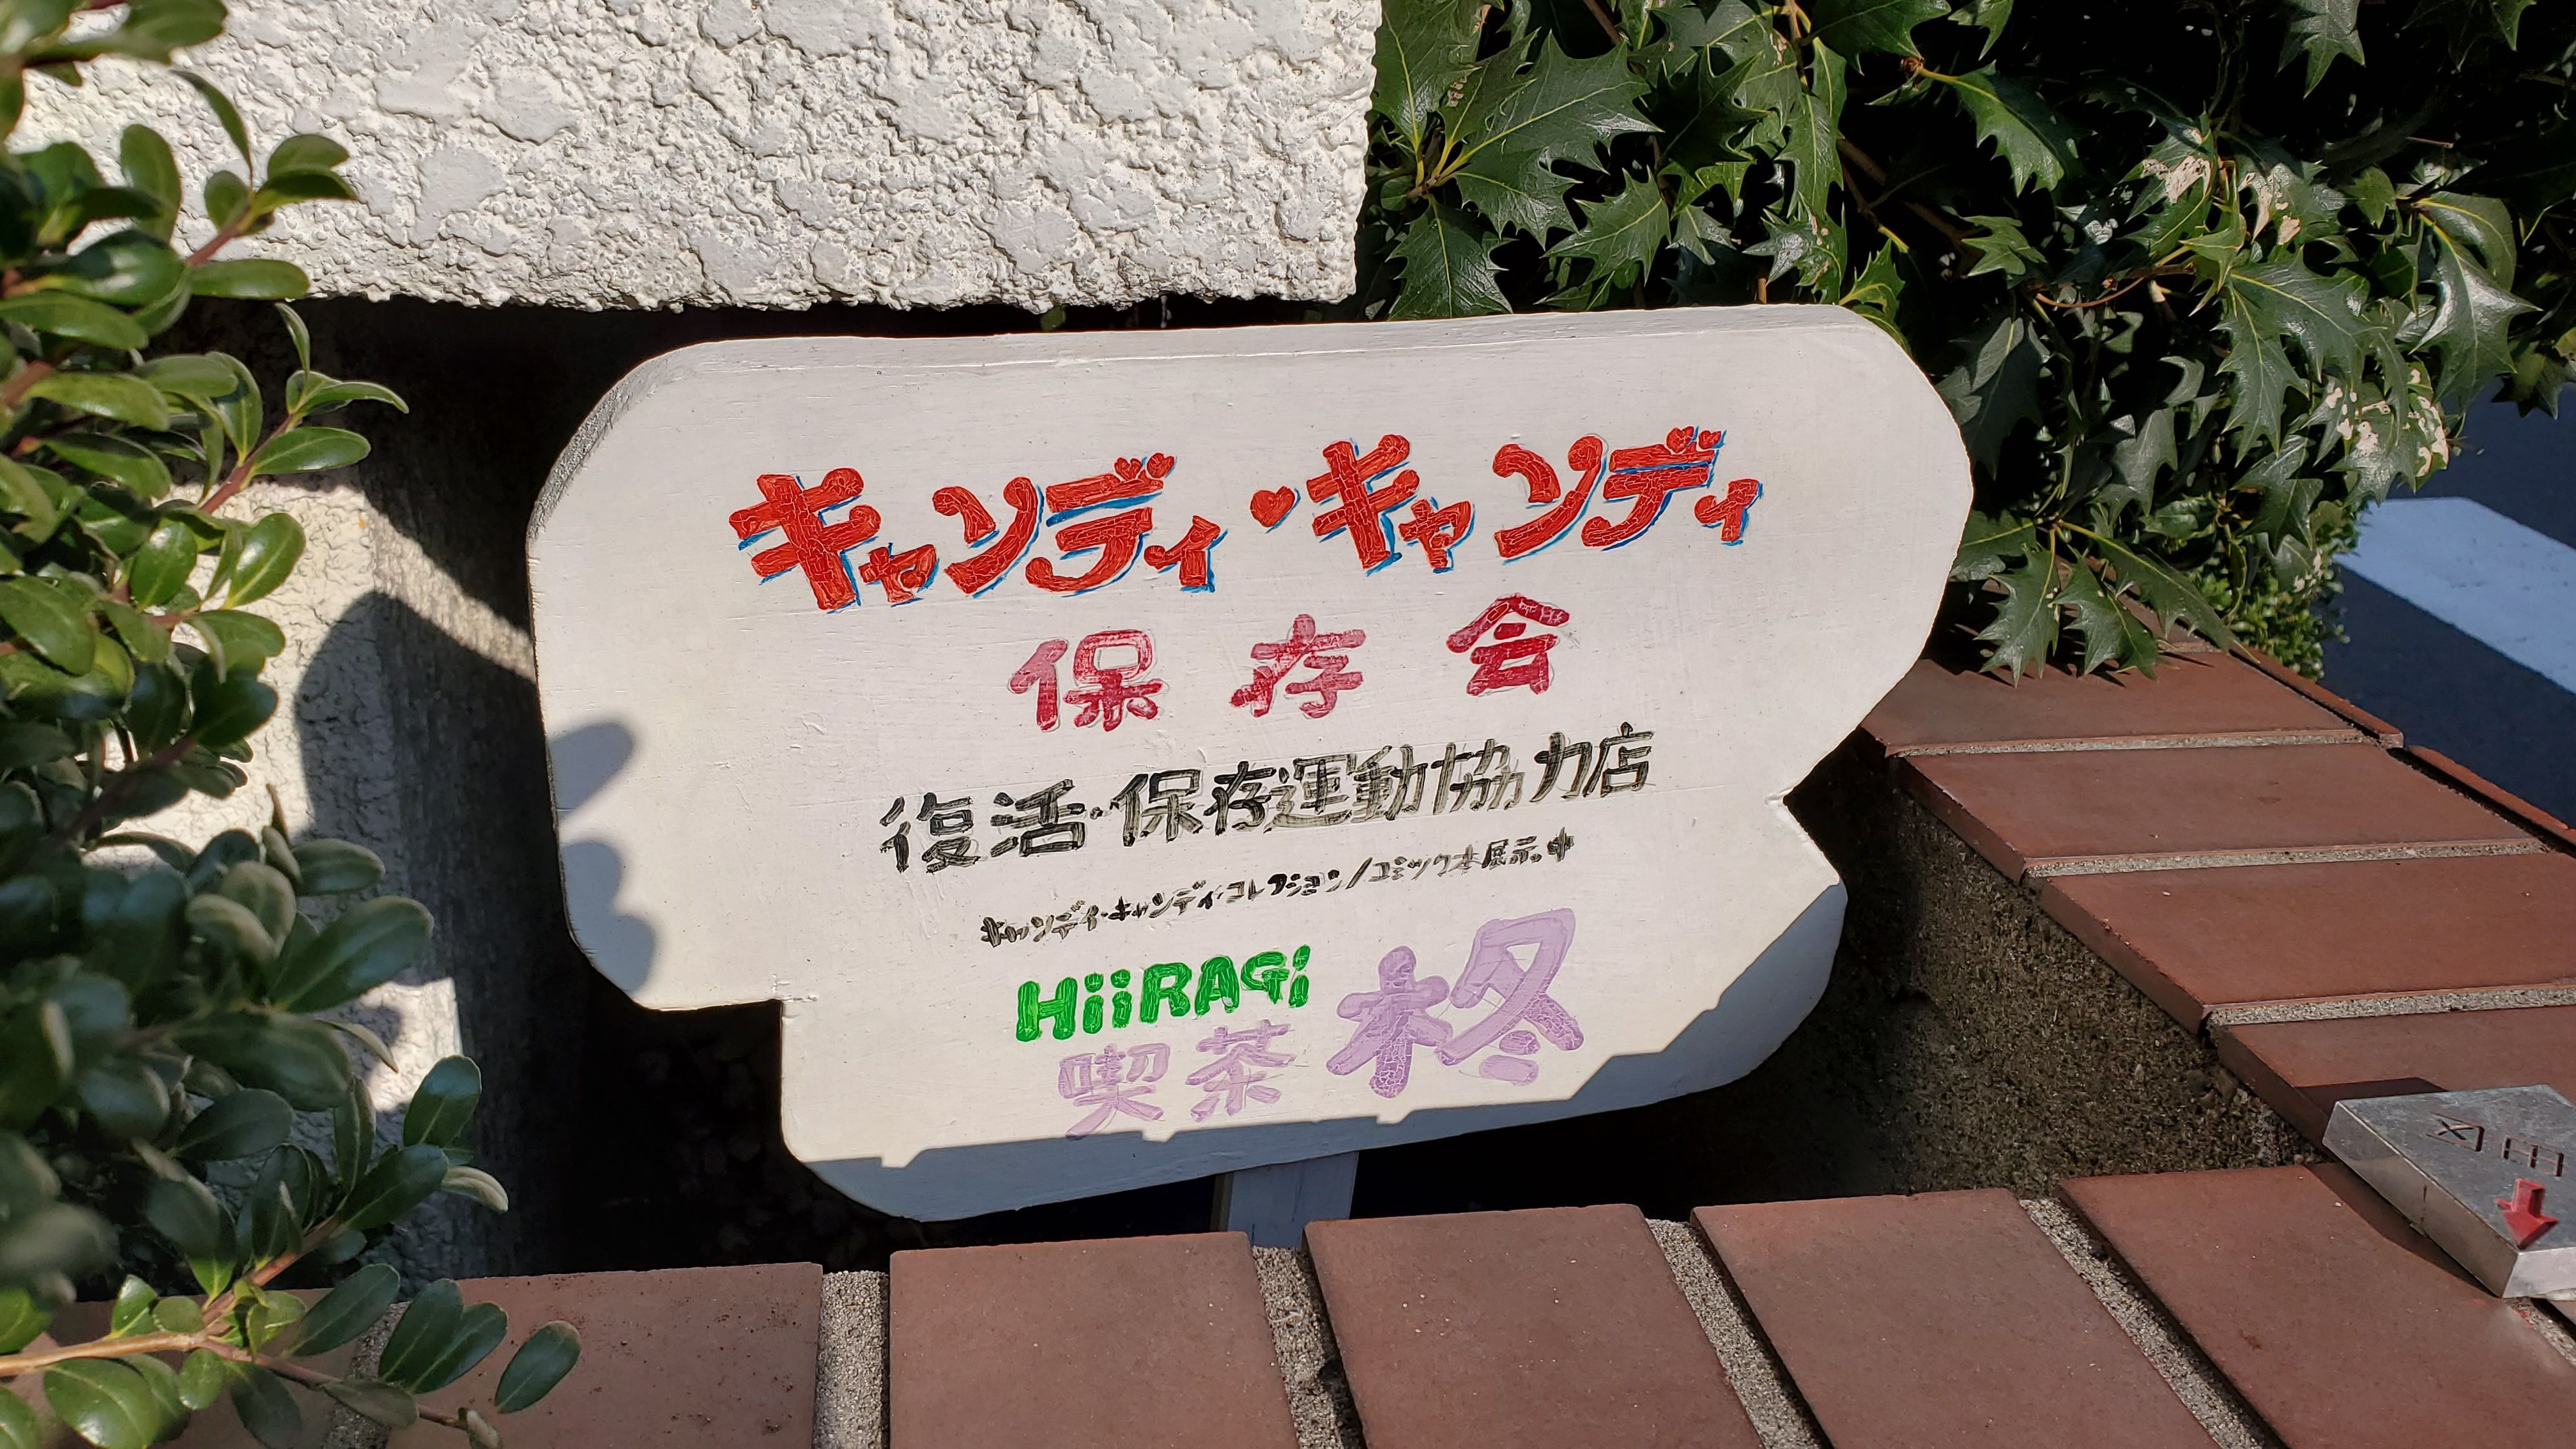 キャンディ・キャンディ
保存会
復活・保存運動協力店
キャンディ・キャンディ・コレクション/コミック本展示中
HiiRAGi
喫茶 柊